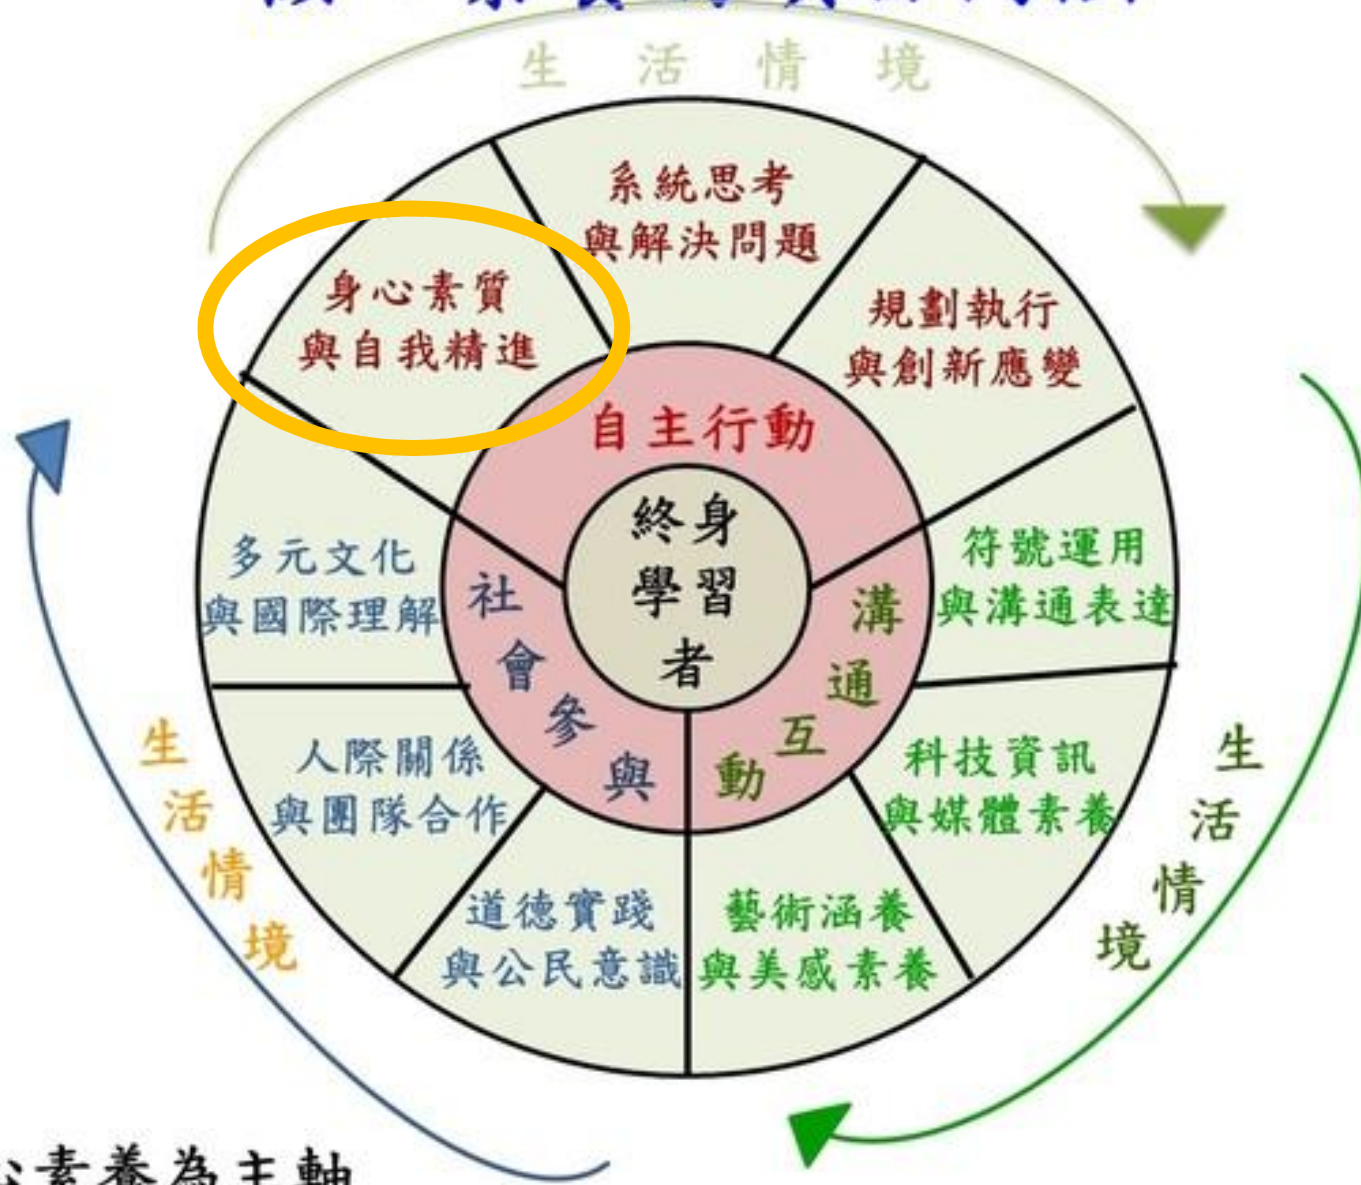 生活情境
系統思考
與解決問題
身心素質
與自我精進
規劃執行
與創新應變
自主行動
終身
學習
者
多元文化
與國際理解
社會參與
溝通互動
符號運用
與溝通表達
人際關係
與團隊合作
科技資訊
與媒體素養
道德實踐
與公民意識
藝術涵養
與美感素養
生活情境
生活情境
素養為主軸